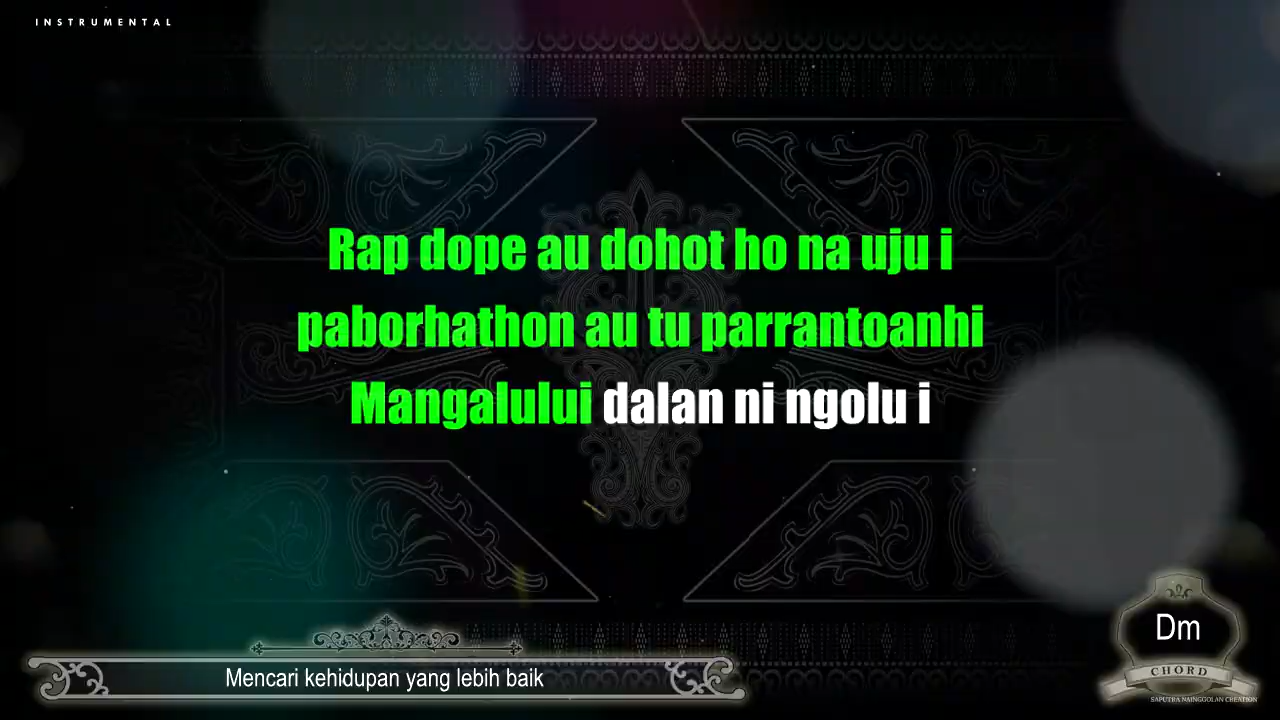 INSTRUMENTAL
Rap dope au dohot ho na uju i
paborhathon au tu parrantoanhi
Mangalului dalan ni ngolu i
Dm
CHORD
Mencari kehidupan yang lebih baik
SAPUTRA NAINGGOLAN CREATION